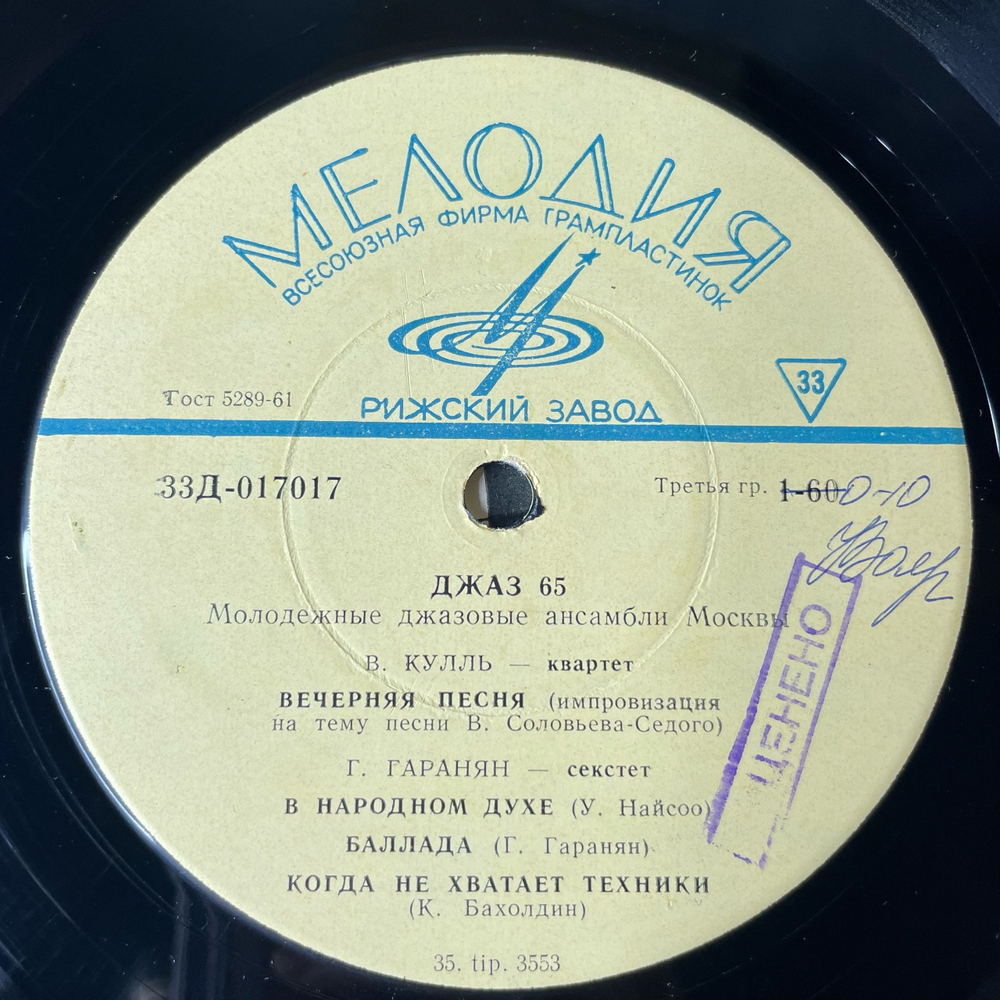 МЕЛОДИЯ
ВСЕСОЮЗНАЯ ФИРМА ГРАМПЛАСТИНОК
33
Гост 5289-61
РИЖСКИЙ ЗАВОД
33Д-017017
Третья гр. 1-60 0-10
ДЖАЗ 65
Молодежные джазовые ансамбли Москвы
В. КУЛЛЬ — квартет
ВЕЧЕРНЯЯ ПЕСНЯ (импровизация
на тему песни В. Соловьева-Седого)
Г. ГАРАНЯН — секстет
В НАРОДНОМ ДУХЕ (У. Найсоо)
БАЛЛАДА (Г. Гаранян)
КОГДА НЕ ХВАТАЕТ ТЕХНИКИ
(К. Бахолдин)
35. tip. 3553
ЦЕНЕНО